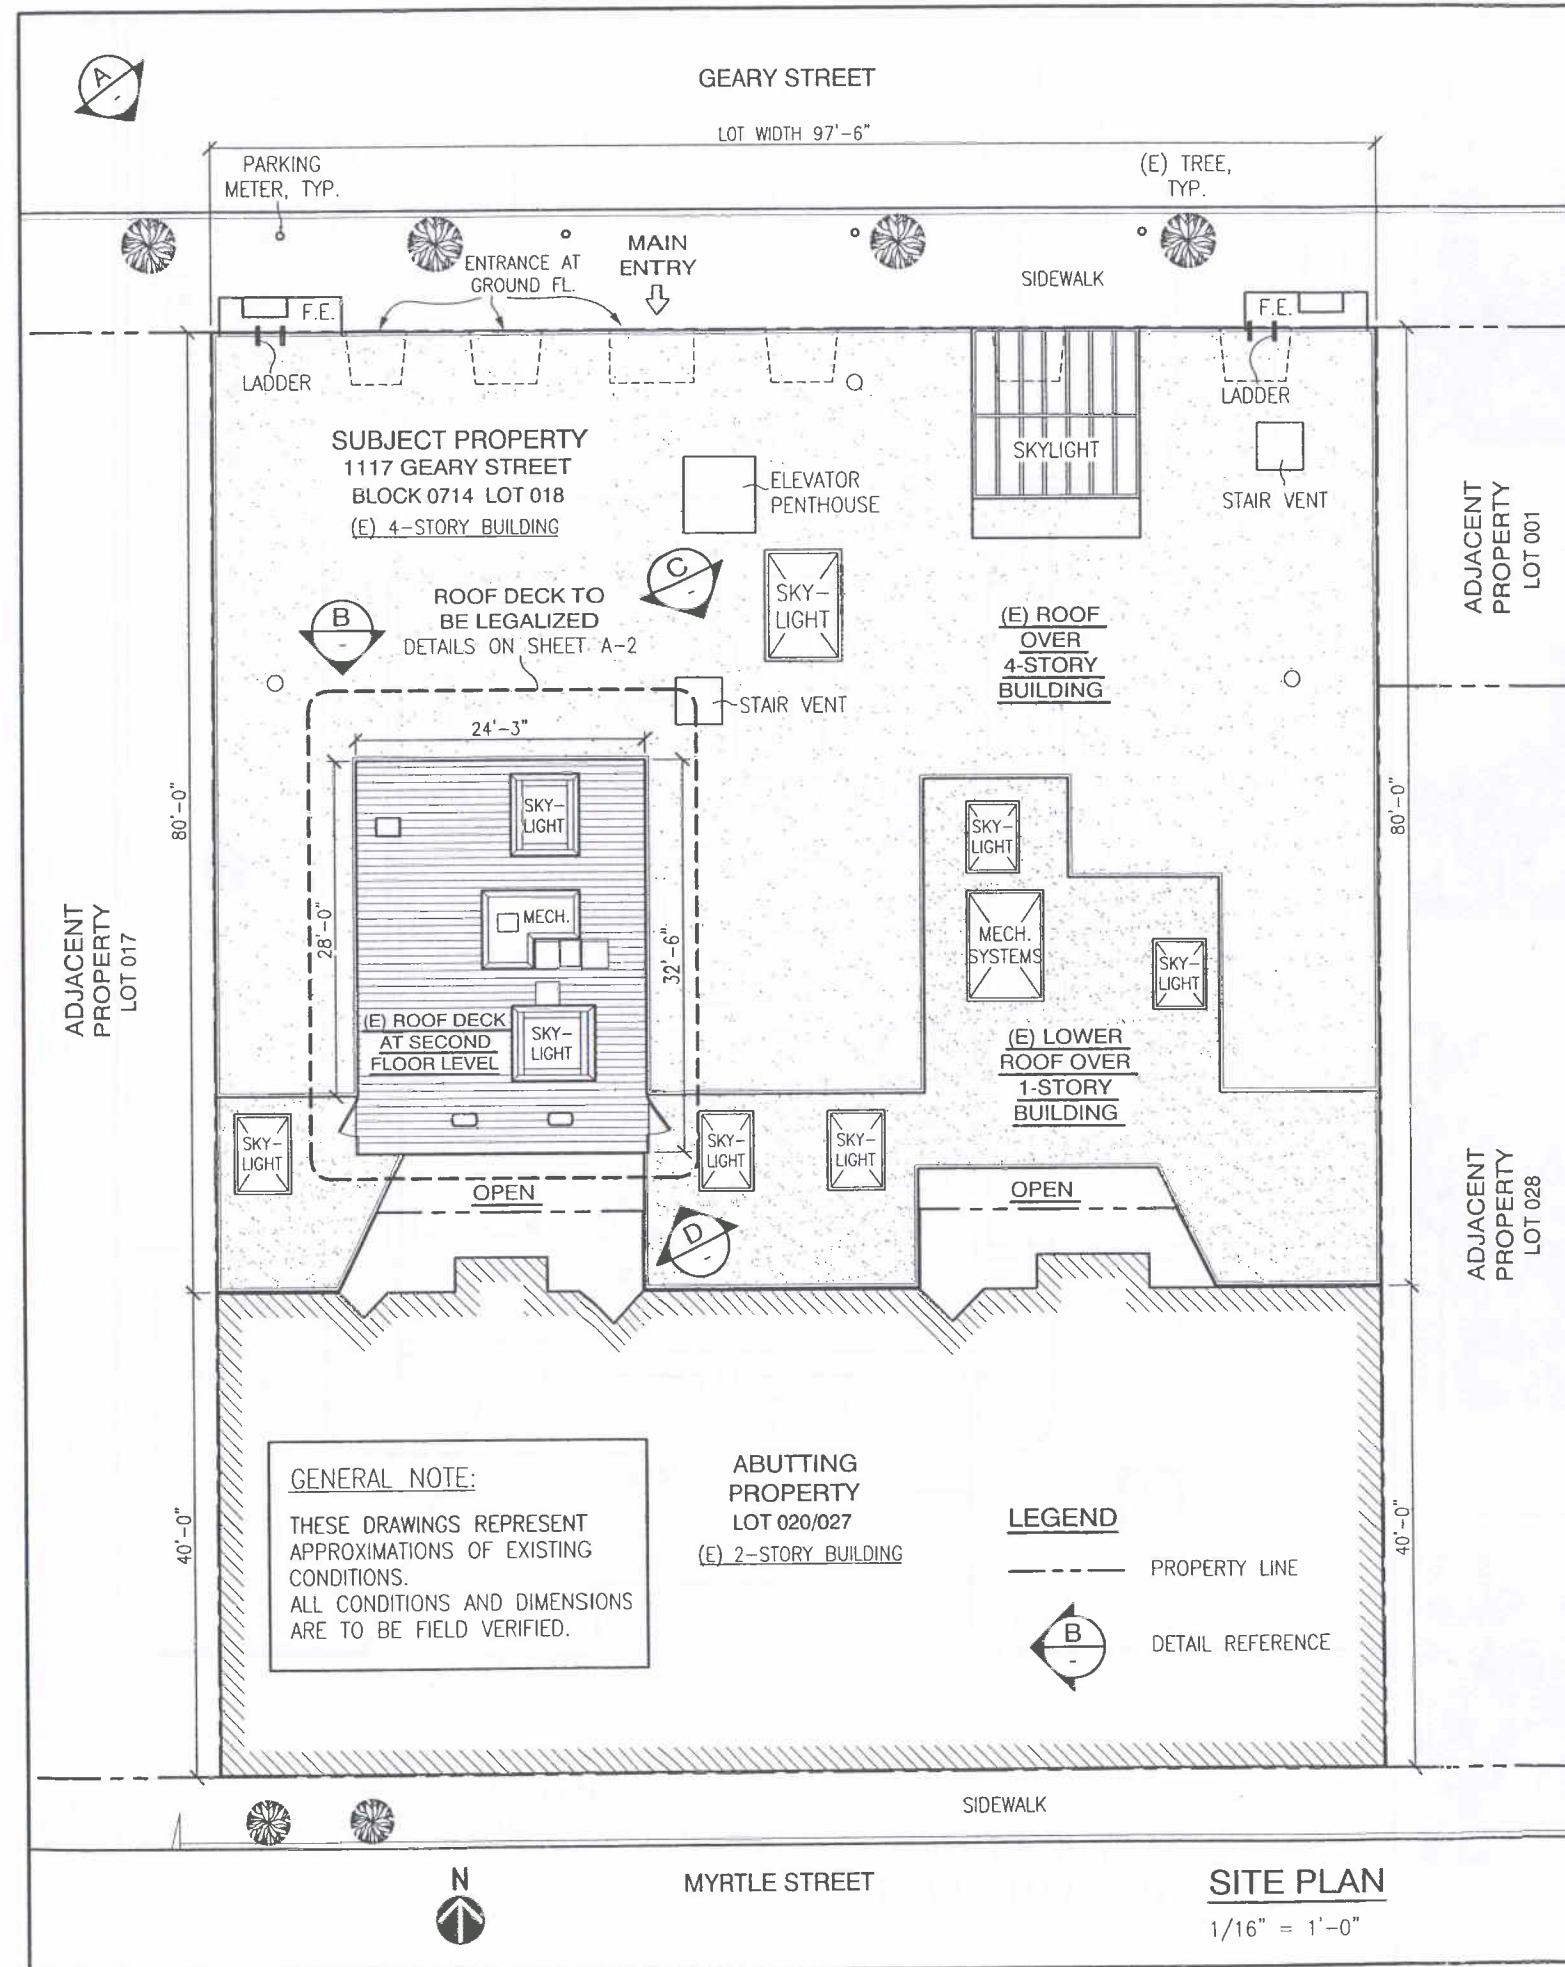 A
-
GEARY STREET
LOT WIDTH 97'-6"
PARKING
METER, TYP.
(E) TREE,
TYP.
MAIN
ENTRY
ENTRANCE AT
GROUND FL.
SIDEWALK
F.E.
F.E.
LADDER
LADDER
SUBJECT PROPERTY
1117 GEARY STREET
BLOCK 0714 LOT 018
(E) 4-STORY BUILDING
ELEVATOR
PENTHOUSE
SKYLIGHT
STAIR VENT
ADJACENT
PROPERTY
LOT 001
C
-
SKY-
LIGHT
ROOF DECK TO
BE LEGALIZED
DETAILS ON SHEET A-2
B
-
(E) ROOF
OVER
4-STORY
BUILDING
STAIR VENT
24'-3"
80'-0"
80'-0"
SKY-
LIGHT
SKY-
LIGHT
28'-0"
MECH.
32'-6"
MECH.
SYSTEMS
SKY-
LIGHT
ADJACENT
PROPERTY
LOT 017
(E) ROOF DECK
AT SECOND
FLOOR LEVEL
SKY-
LIGHT
(E) LOWER
ROOF OVER
1-STORY
BUILDING
SKY-
LIGHT
SKY-
LIGHT
SKY-
LIGHT
OPEN
OPEN
ADJACENT
PROPERTY
LOT 028
D
-
GENERAL NOTE:
THESE DRAWINGS REPRESENT
APPROXIMATIONS OF EXISTING
CONDITIONS.
ALL CONDITIONS AND DIMENSIONS
ARE TO BE FIELD VERIFIED.
ABUTTING
PROPERTY
LOT 020/027
(E) 2-STORY BUILDING
LEGEND
PROPERTY LINE
B
-
DETAIL REFERENCE
40'-0"
40'-0"
SIDEWALK
N
MYRTLE STREET
SITE PLAN
1/16" = 1'-0"